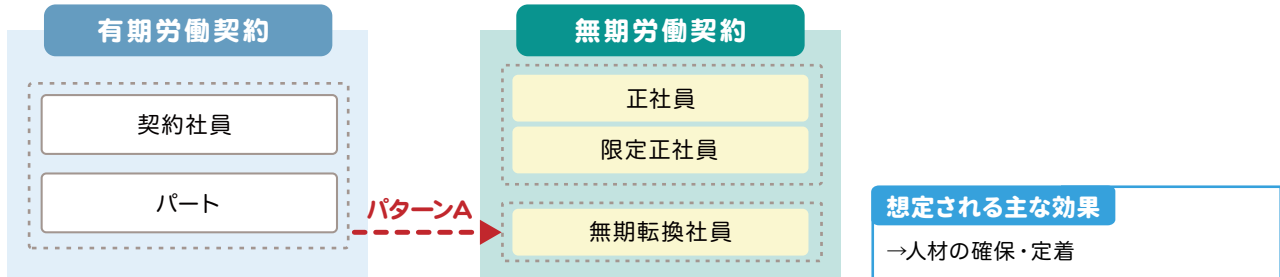 有期労働契約
契約社員
パート
パターンA
無期労働契約
正社員
限定正社員
無期転換社員
想定される主な効果
→人材の確保・定着